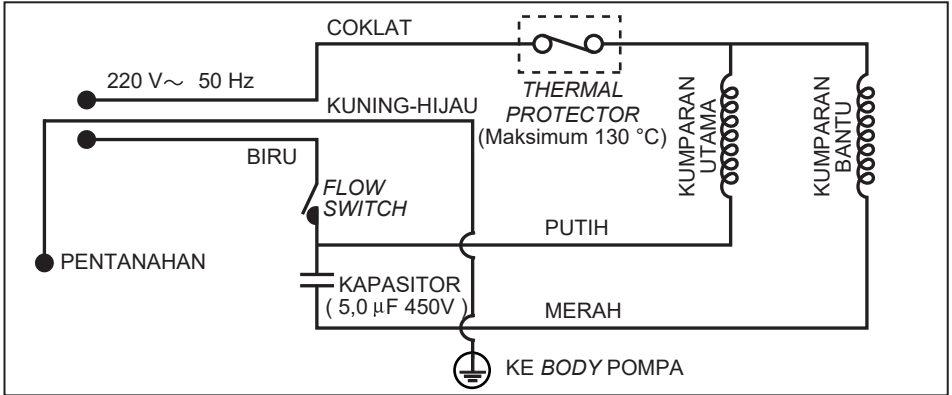 COKLAT
220 V~ 50 Hz
THERMAL
PROTECTOR
(Maksimum 130 °C)
KUNING-HIJAU
KUMPARAN
UTAMA
KUMPARAN
BANTU
BIRU
FLOW
SWITCH
PUTIH
PENTANAHAN
KAPASITOR
( 5,0 µF 450V )
MERAH
KE BODY POMPA